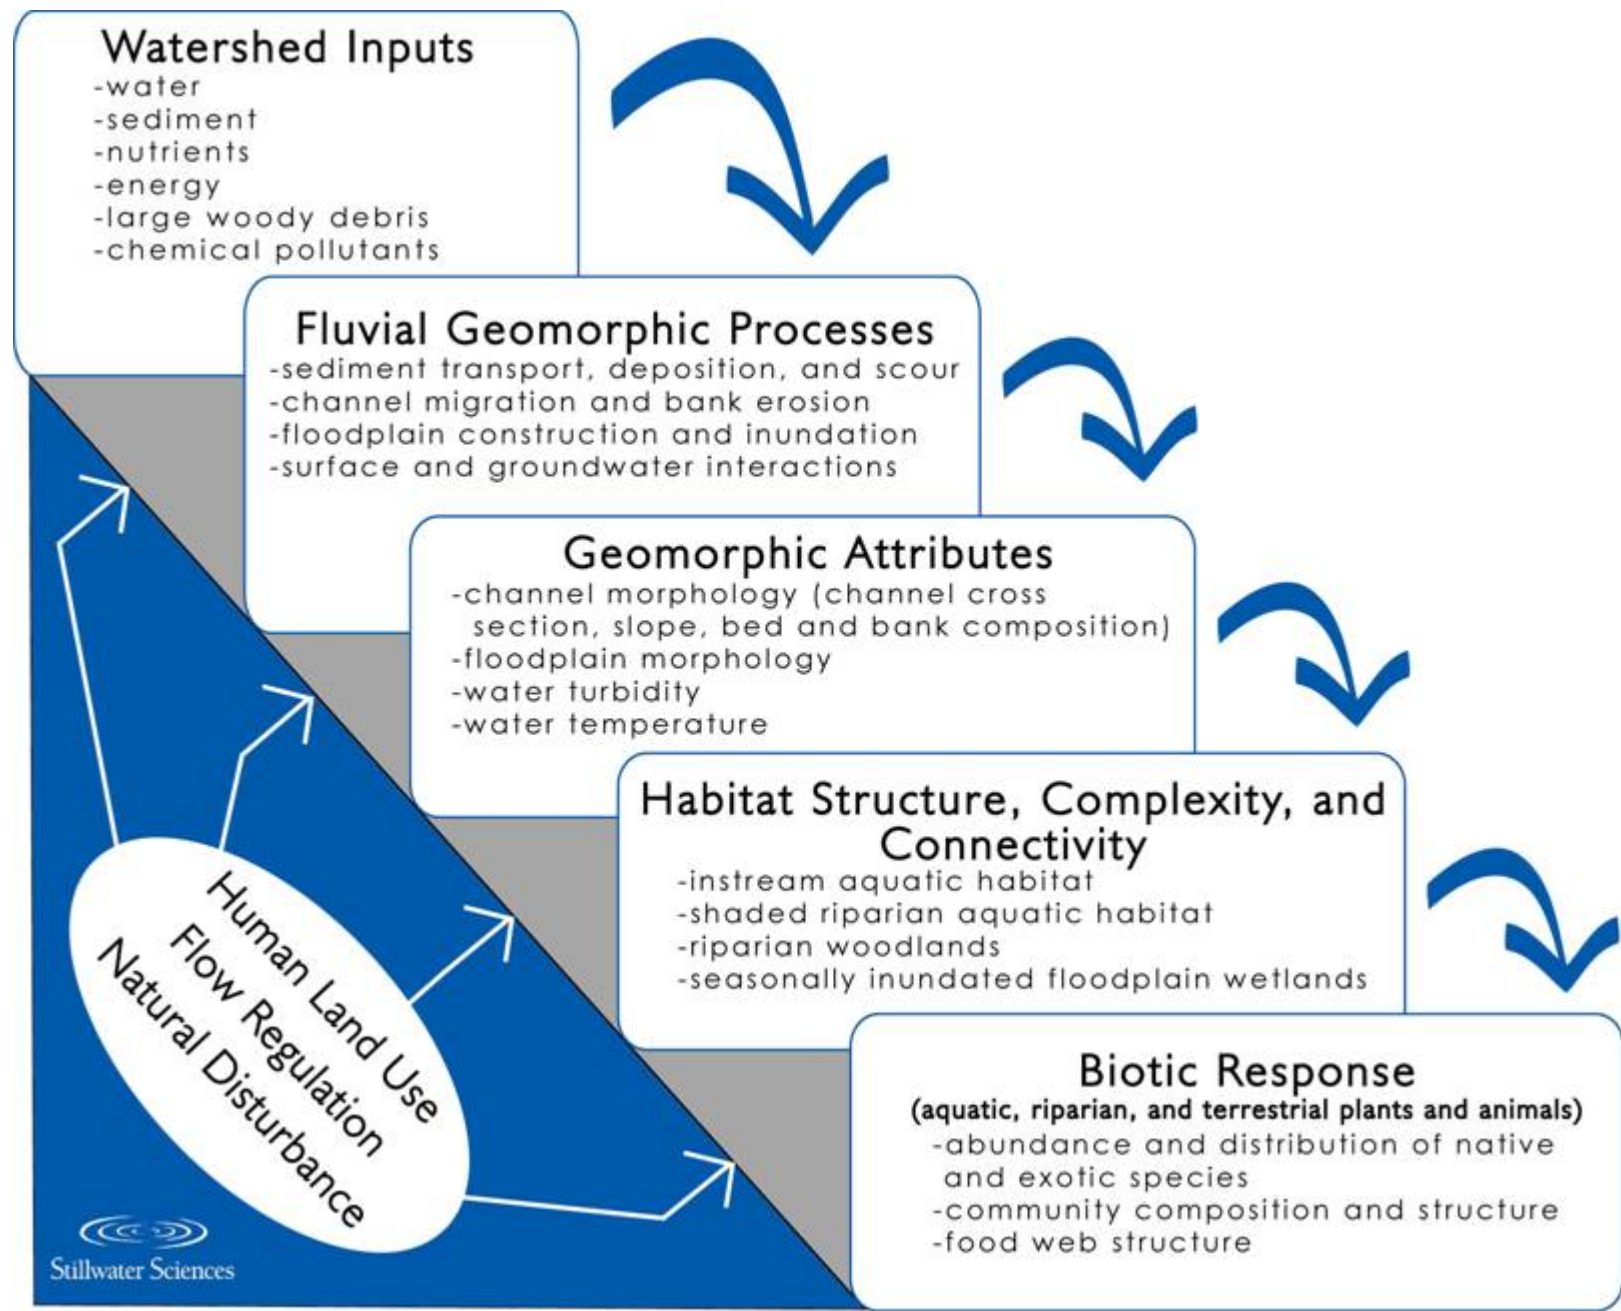 Watershed Inputs
-water
-sediment
-nutrients
-energy
-large woody debris
-chemical pollutants
Fluvial Geomorphic Processes
-sediment transport, deposition, and scour
-channel migration and bank erosion
-floodplain construction and inundation
-surface and groundwater interactions
Geomorphic Attributes
-channel morphology (channel cross
section, slope, bed and bank composition)
-floodplain morphology
-water turbidity
-water temperature
Habitat Structure, Complexity, and
Connectivity
-instream aquatic habitat
-shaded riparian aquatic habitat
-riparian woodlands
-seasonally inundated floodplain wetlands
Biotic Response
(aquatic, riparian, and terrestrial plants and animals)
-abundance and distribution of native
and exotic species
-community composition and structure
-food web structure
Human Land Use
Flow Regulation
Natural Disturbance
Stillwater Sciences